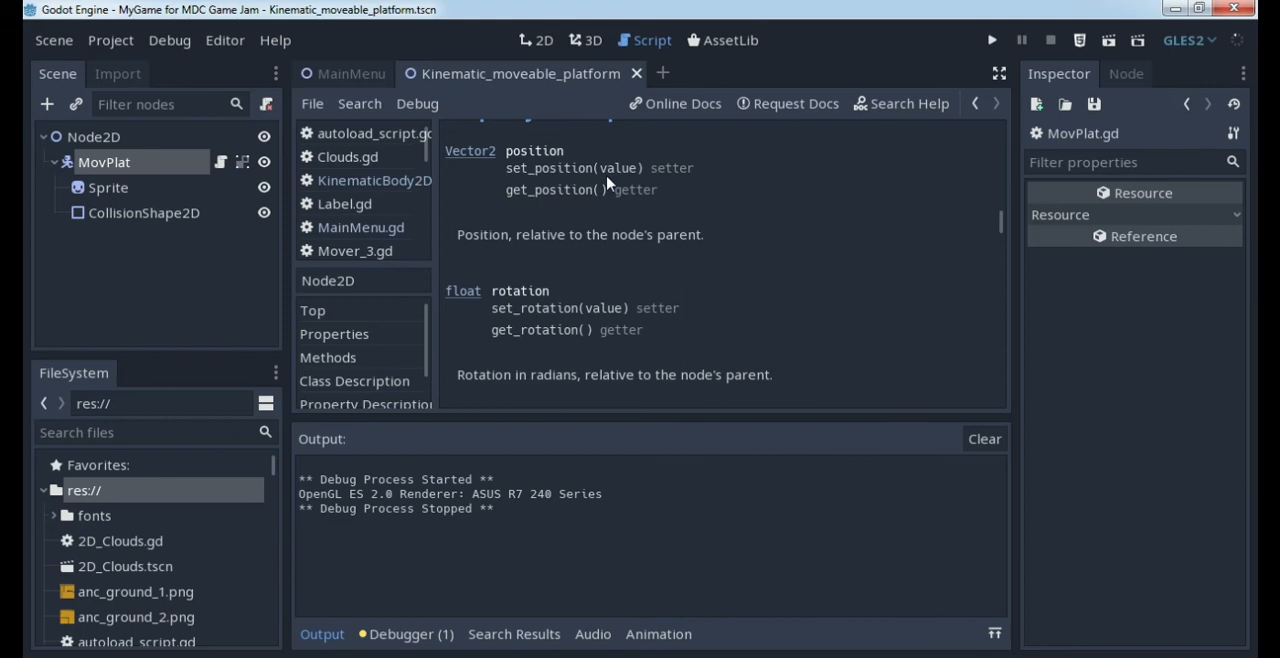 Godot Engine - MyGame for MDC Game Jam - Kinematic_moveable_platform.tscn
Scene Project Debug Editor Help
2D 3D Script AssetLib
GLES2
Scene Import
Filter nodes
Node2D
MovPlat
Sprite
CollisionShape2D
FileSystem
res://
Search files
Favorites:
res://
fonts
2D_Clouds.gd
2D_Clouds.tscn
anc_ground_1.png
anc_ground_2.png
autoload_script.gd
MainMenu Kinematic_moveable_platform
File Search Debug
Online Docs Request Docs Search Help
autoload_script.gd
Clouds.gd
KinematicBody2D
Label.gd
MainMenu.gd
Mover_3.gd
Node2D
Top
Properties
Methods
Class Description
Property Description
Vector2 position
set_position(value) setter
get_position() getter
Position, relative to the node's parent.
float rotation
set_rotation(value) setter
get_rotation() getter
Rotation in radians, relative to the node's parent.
Output:
Clear
** Debug Process Started **
OpenGL ES 2.0 Renderer: ASUS R7 240 Series
** Debug Process Stopped **
Output Debugger (1) Search Results Audio Animation
Inspector Node
MovPlat.gd
Filter properties
Resource
Resource
Reference